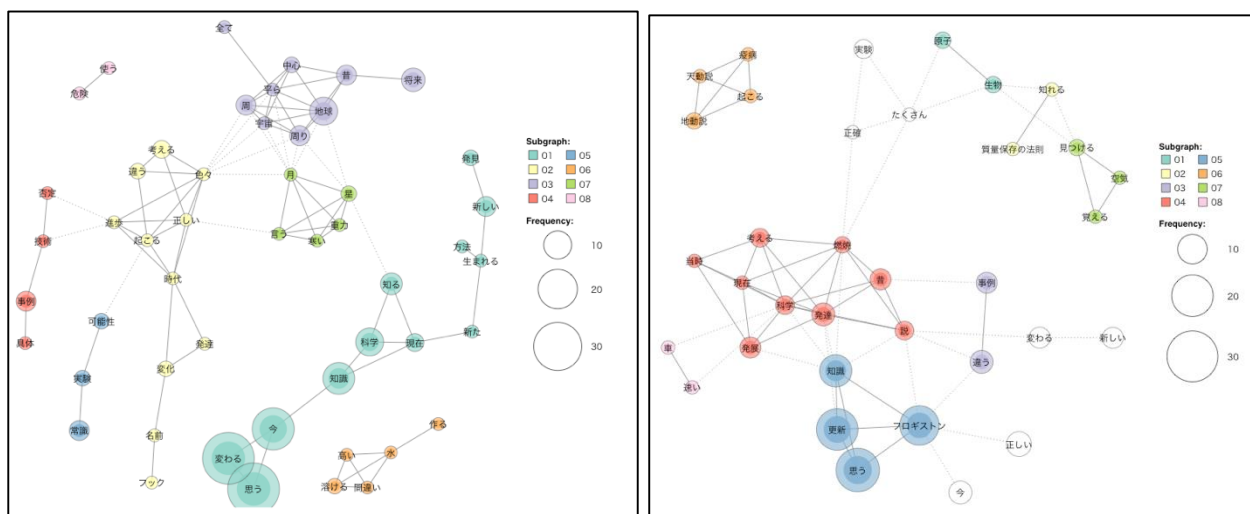 全て
使う
危険
中心
昔
将来
平ら
周
地球
宇宙
周り
考える
違う
色々
月
星
否定
進歩
正しい
起こる
言う
寒い
重力
技術
時代
事例
具体
可能性
発達
実験
変化
常識
名前
フック
発見
新しい
方法
生まれる
知る
科学
現在
新た
知識
今
変わる
思う
作る
高い
水
溶ける
間違い
Subgraph:
01 05
02 06
03 07
04 08
Frequency:
10
20
30
疫病
天動説
起こる
地動説
実験
原子
生物
知れる
たくさん
正確
質量保存の法則
見つける
空気
覚える
考える
燃焼
当時
現在
昔
事例
科学
発達
説
変わる
新しい
車
発展
速い
知識
違う
更新
フロギストン
思う
正しい
今
Subgraph:
01 05
02 06
03 07
04 08
Frequency:
10
20
30